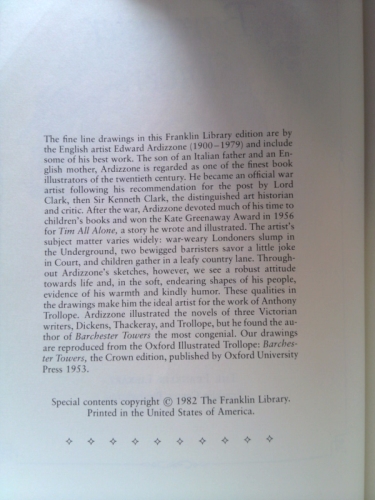 The fine line drawings in this Franklin Library edition are by
the English artist Edward Ardizzone (1900–1979) and include
some of his best work. The son of an Italian father and an En-
glish mother, Ardizzone is regarded as one of the finest book
illustrators of the twentieth century. He became an official war
artist following his recommendation for the post by Lord
Clark, then Sir Kenneth Clark, the distinguished art historian
and critic. After the war, Ardizzone devoted much of his time to
children's books and won the Kate Greenaway Award in 1956
for Tim All Alone, a story he wrote and illustrated. The artist's
subject matter varies widely: war-weary Londoners slump in
the Underground, two bewigged barristers savor a little joke
in Court, and children gather in a leafy country lane. Through-
out Ardizzone's sketches, however, we see a robust attitude
towards life and, in the soft, endearing shapes of his people,
evidence of his warmth and kindly humor. These qualities in
the drawings make him the ideal artist for the work of Anthony
Trollope. Ardizzone illustrated the novels of three Victorian
writers, Dickens, Thackeray, and Trollope, but he found the au-
thor of Barchester Towers the most congenial. Our drawings
are reproduced from the Oxford Illustrated Trollope: Barches-
ter Towers, the Crown edition, published by Oxford University
Press 1953.
Special contents copyright © 1982 The Franklin Library.
Printed in the United States of America.